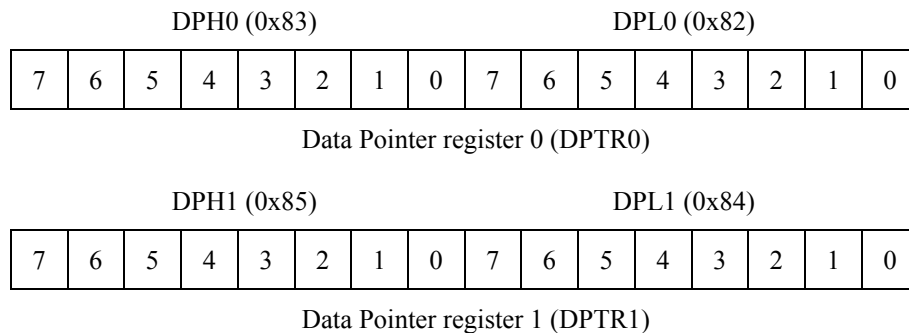 DPH0 (0x83) DPL0 (0x82)
7 6 5 4 3 2 1 0 7 6 5 4 3 2 1 0
Data Pointer register 0 (DPTR0)
DPH1 (0x85) DPL1 (0x84)
7 6 5 4 3 2 1 0 7 6 5 4 3 2 1 0
Data Pointer register 1 (DPTR1)